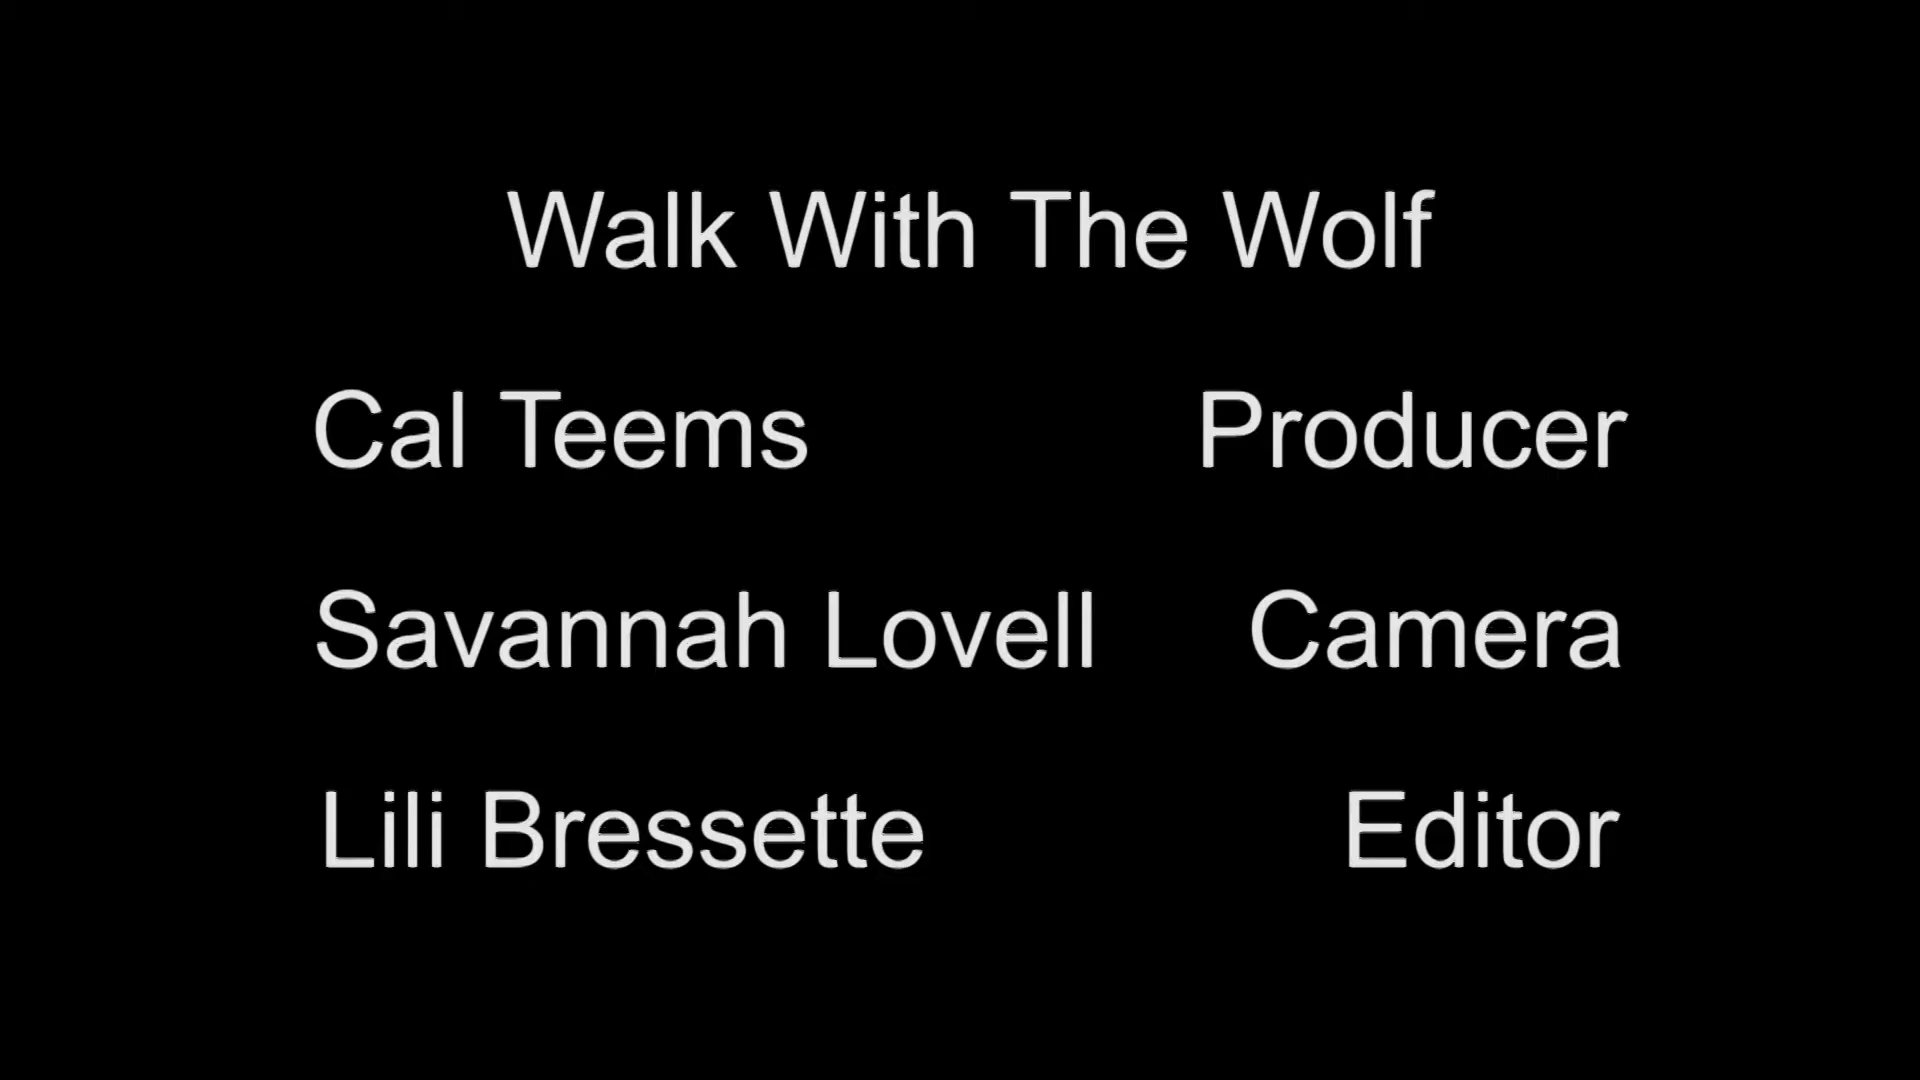 Walk With The Wolf
Cal Teems Producer
Savannah Lovell Camera
Lili Bressette Editor